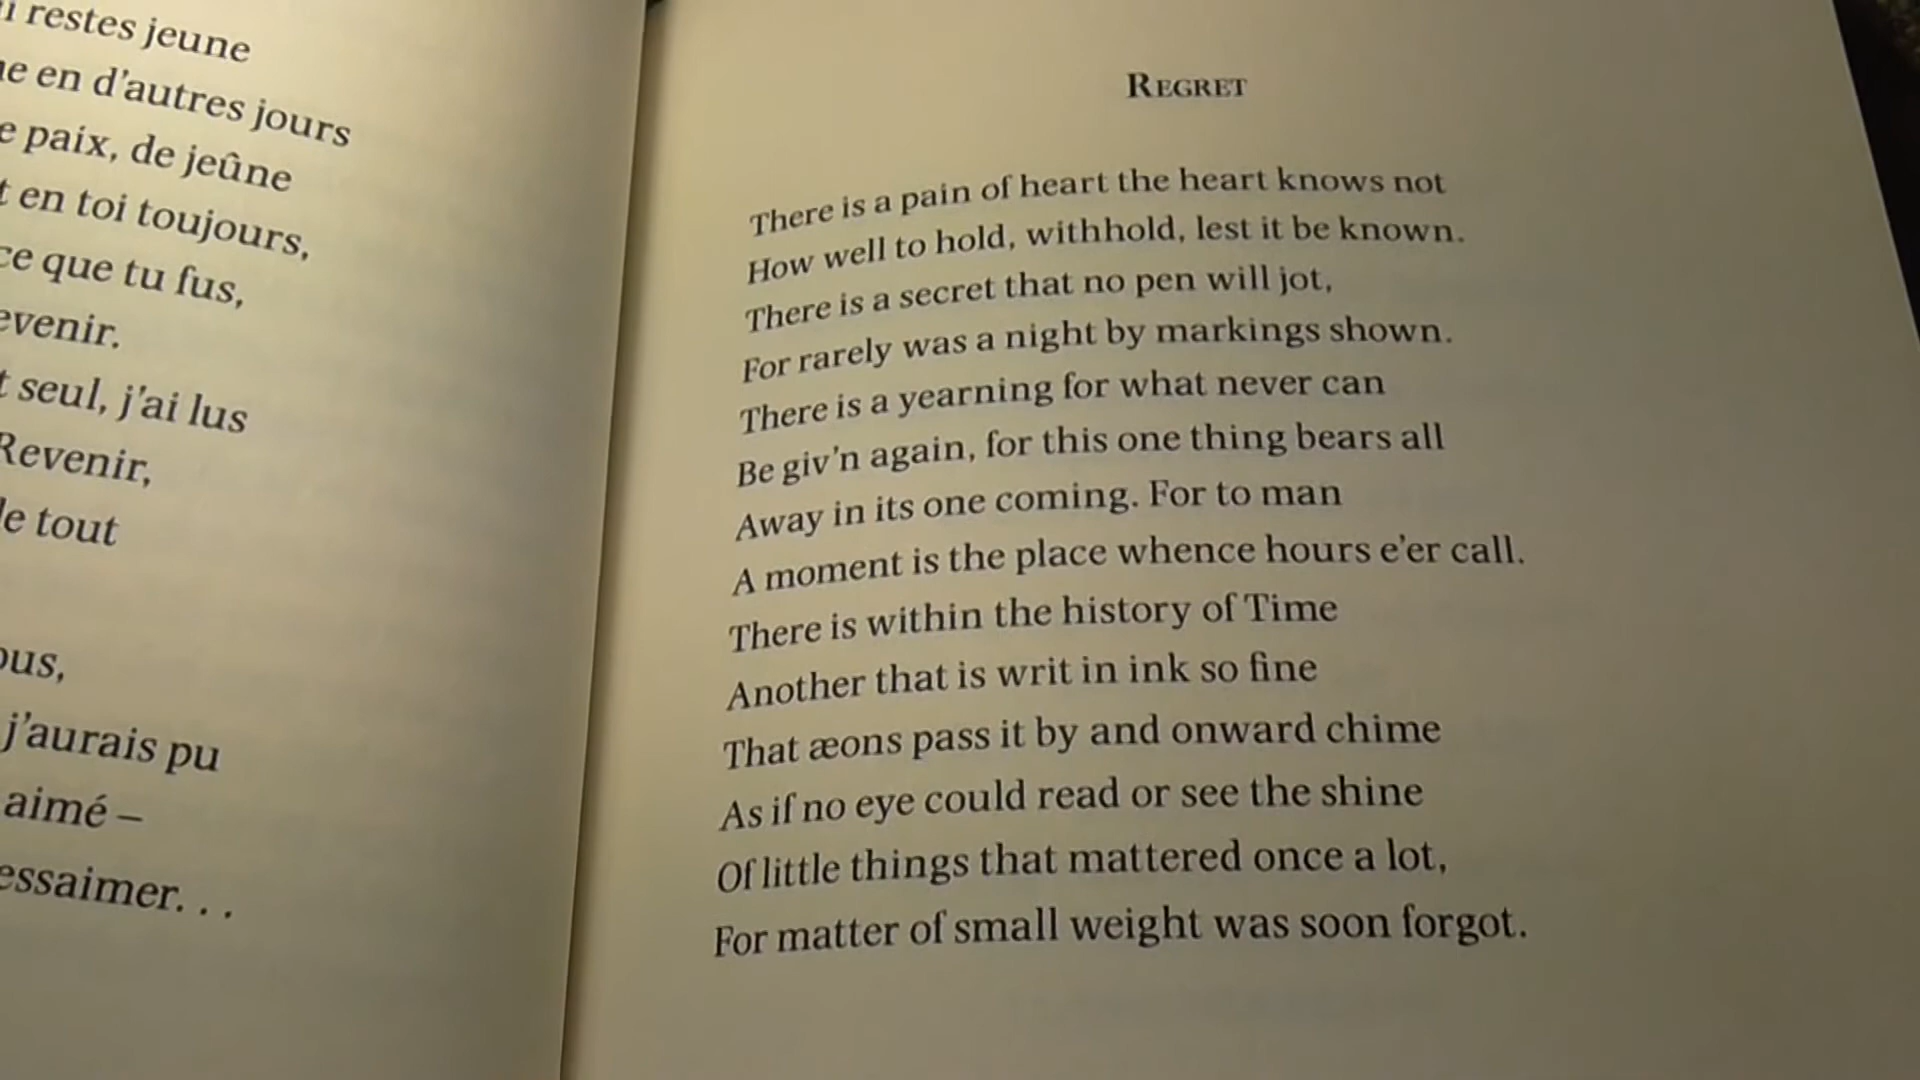 restes jeune
en d'autres jours
paix, de jeûne
en toi toujours,
ce que tu fus,
seul, j'ai lus
Revenir,
tout
j'aurais pu
aimé –
REGRET
There is a pain of heart the heart knows not
How well to hold, withhold, lest it be known.
There is a secret that no pen will jot,
For rarely was a night by markings shown.
There is a yearning for what never can
Be giv'n again, for this one thing bears all
Away in its one coming. For to man
A moment is the place whence hours e'er call.
There is within the history of Time
Another that is writ in ink so fine
That æons pass it by and onward chime
As if no eye could read or see the shine
Of little things that mattered once a lot,
For matter of small weight was soon forgot.